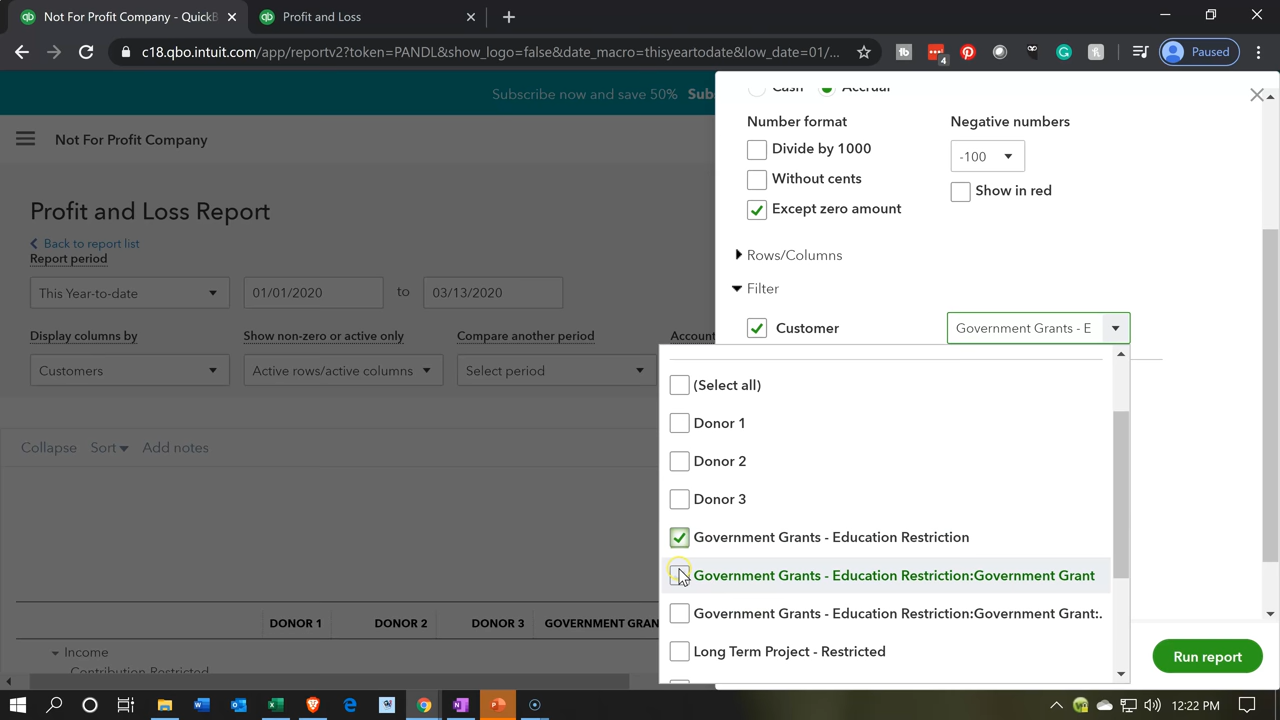 Not For Profit Company - QuickB
Profit and Loss
c18.qbo.intuit.com/app/reportv2?token=PANDL&show_logo=false&date_macro=thisyeartodate&low_date=01/...
4
Paused
Subscribe now and save 50% Sub
Not For Profit Company
Profit and Loss Report
Back to report list
Report period
This Year-to-date
01/01/2020
to
03/13/2020
Display columns by
Show non-zero or active only
Compare another period
Account
Customers
Active rows/active columns
Select period
Collapse Sort Add notes
DONOR 1 DONOR 2 DONOR 3 GOVERNMENT GRAN
Income
Contribution Restricted
Cash Accrual
Number format
Negative numbers
Divide by 1000
-100
Without cents
Show in red
Except zero amount
Rows/Columns
Filter
Customer
Government Grants - E
(Select all)
Donor 1
Donor 2
Donor 3
Government Grants - Education Restriction
Government Grants - Education Restriction:Government Grant
Government Grants - Education Restriction:Government Grant:.
Long Term Project - Restricted
Run report
12:22 PM